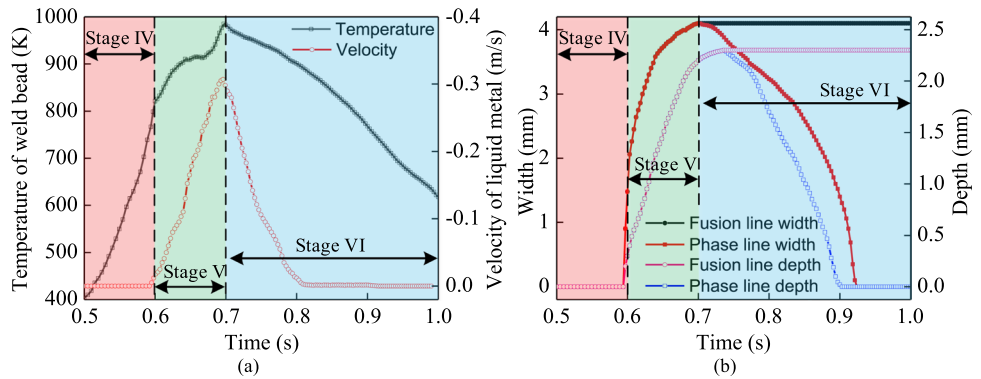 Temperature of weld bead (K)
1000
900
800
700
600
500
400
Stage IV
Stage V
Stage VI
Temperature
Velocity
-0.4
-0.3
-0.2
-0.1
0.0
Velocity of liquid metal (m/s)
0.5 0.6 0.7 0.8 0.9 1.0
Time (s)
(a)
Width (mm)
4
3
2
1
0
Stage IV
Stage V
Stage VI
Fusion line width
Phase line width
Fusion line depth
Phase line depth
2.5
2.0
1.5
1.0
0.5
0.0
Depth (mm)
0.5 0.6 0.7 0.8 0.9 1.0
Time (s)
(b)